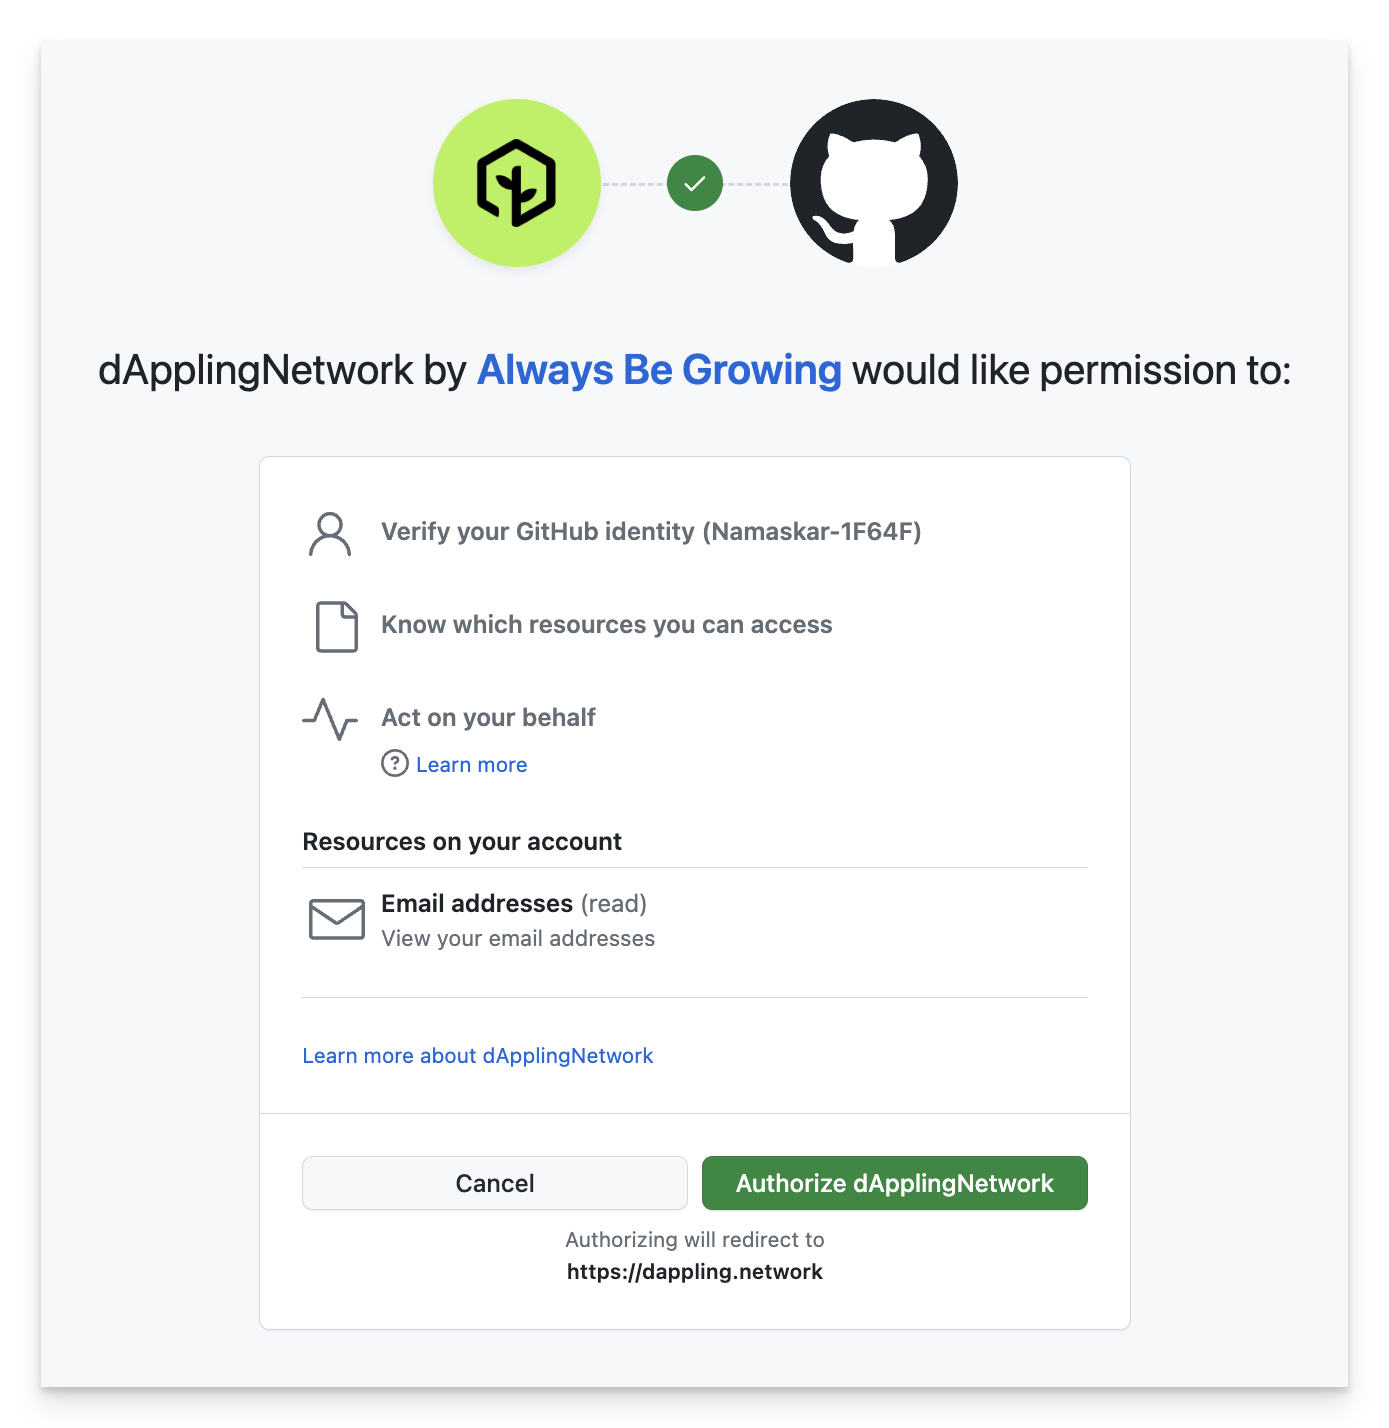 dApplingNetwork by Always Be Growing would like permission to:
Verify your GitHub identity (Namaskar-1F64F)
Know which resources you can access
Act on your behalf
? Learn more
Resources on your account
Email addresses (read)
View your email addresses
Learn more about dApplingNetwork
Cancel
Authorize dApplingNetwork
Authorizing will redirect to
https://dappling.network